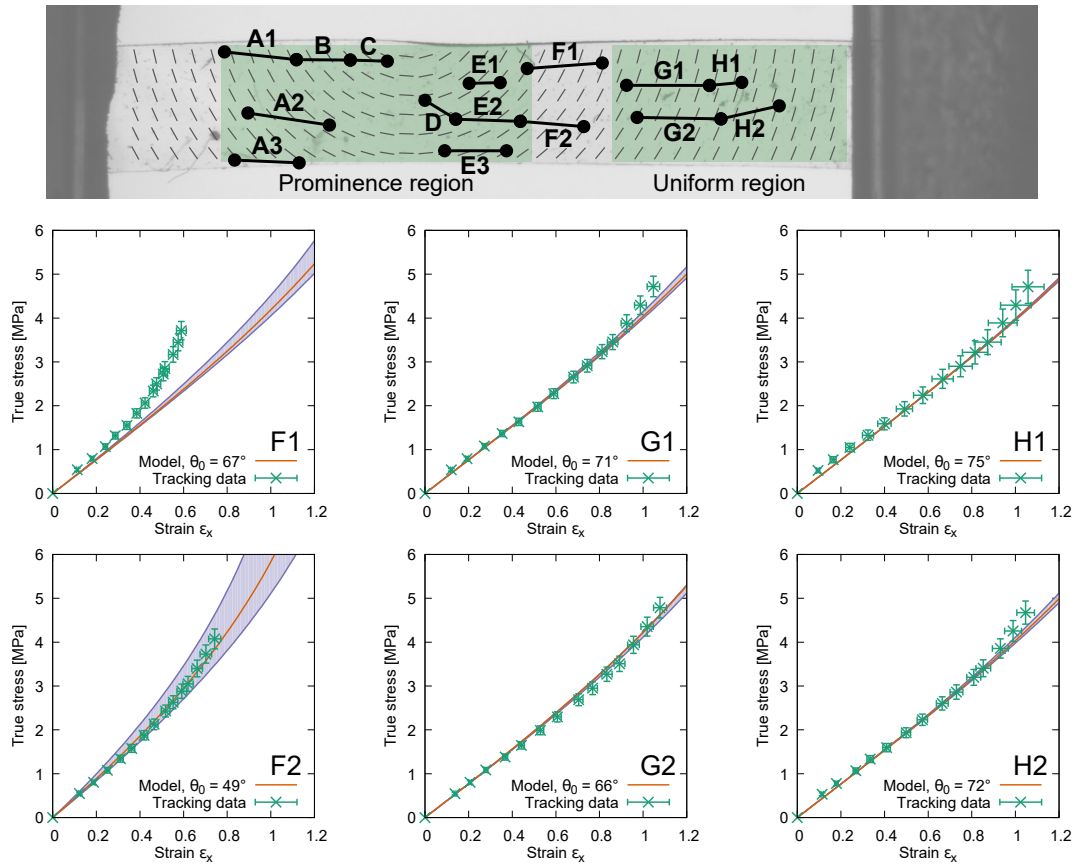 A1 B C
E1 F1 G1 H1
A2 D E2 F2 G2 H2
A3 E3
Prominence region Uniform region
True stress [MPa]
6
5
4
3
2
1
0
0 0.2 0.4 0.6 0.8 1 1.2
Strain εx
F1
Model, θ0 = 67°
Tracking data
True stress [MPa]
6
5
4
3
2
1
0
0 0.2 0.4 0.6 0.8 1 1.2
Strain εx
G1
Model, θ0 = 71°
Tracking data
True stress [MPa]
6
5
4
3
2
1
0
0 0.2 0.4 0.6 0.8 1 1.2
Strain εx
H1
Model, θ0 = 75°
Tracking data
True stress [MPa]
6
5
4
3
2
1
0
0 0.2 0.4 0.6 0.8 1 1.2
Strain εx
F2
Model, θ0 = 49°
Tracking data
True stress [MPa]
6
5
4
3
2
1
0
0 0.2 0.4 0.6 0.8 1 1.2
Strain εx
G2
Model, θ0 = 66°
Tracking data
True stress [MPa]
6
5
4
3
2
1
0
0 0.2 0.4 0.6 0.8 1 1.2
Strain εx
H2
Model, θ0 = 72°
Tracking data